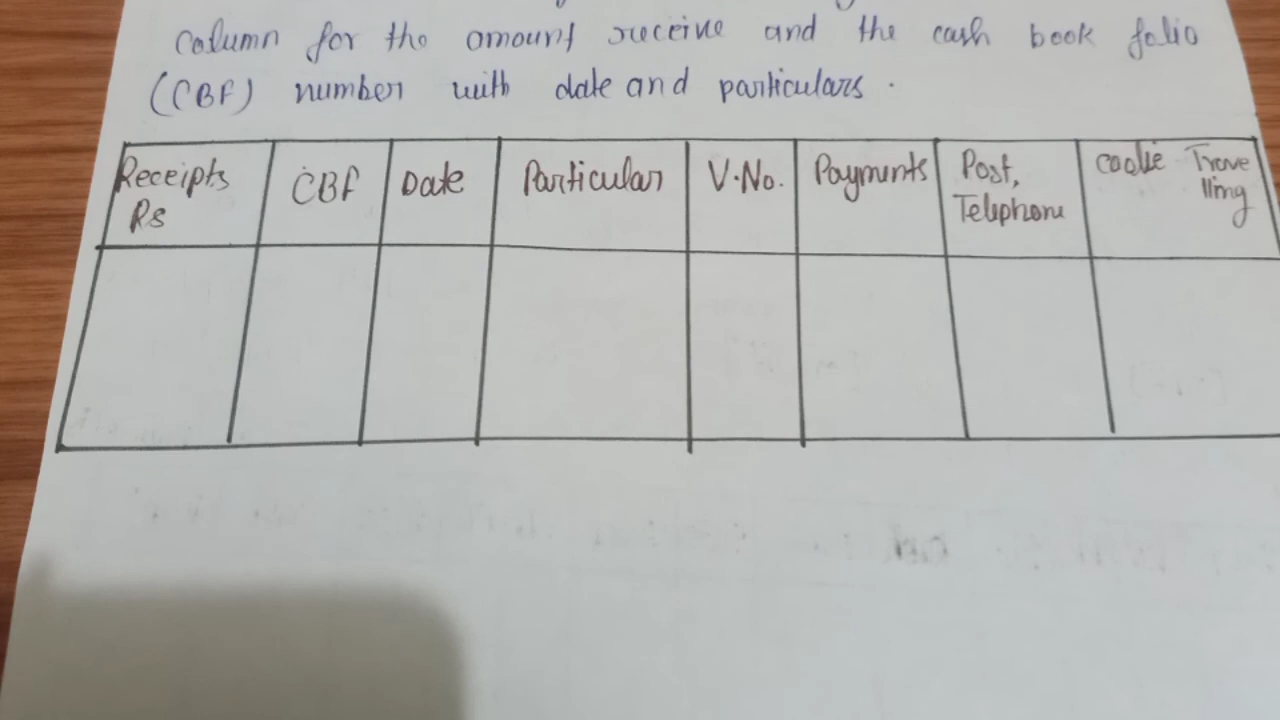 column for the amount receive and the cash book folio
(CBF) number with date and particulars.
Receipts Rs CBF Date Particular V.No. Payments Post, Telephone coolie Travelling